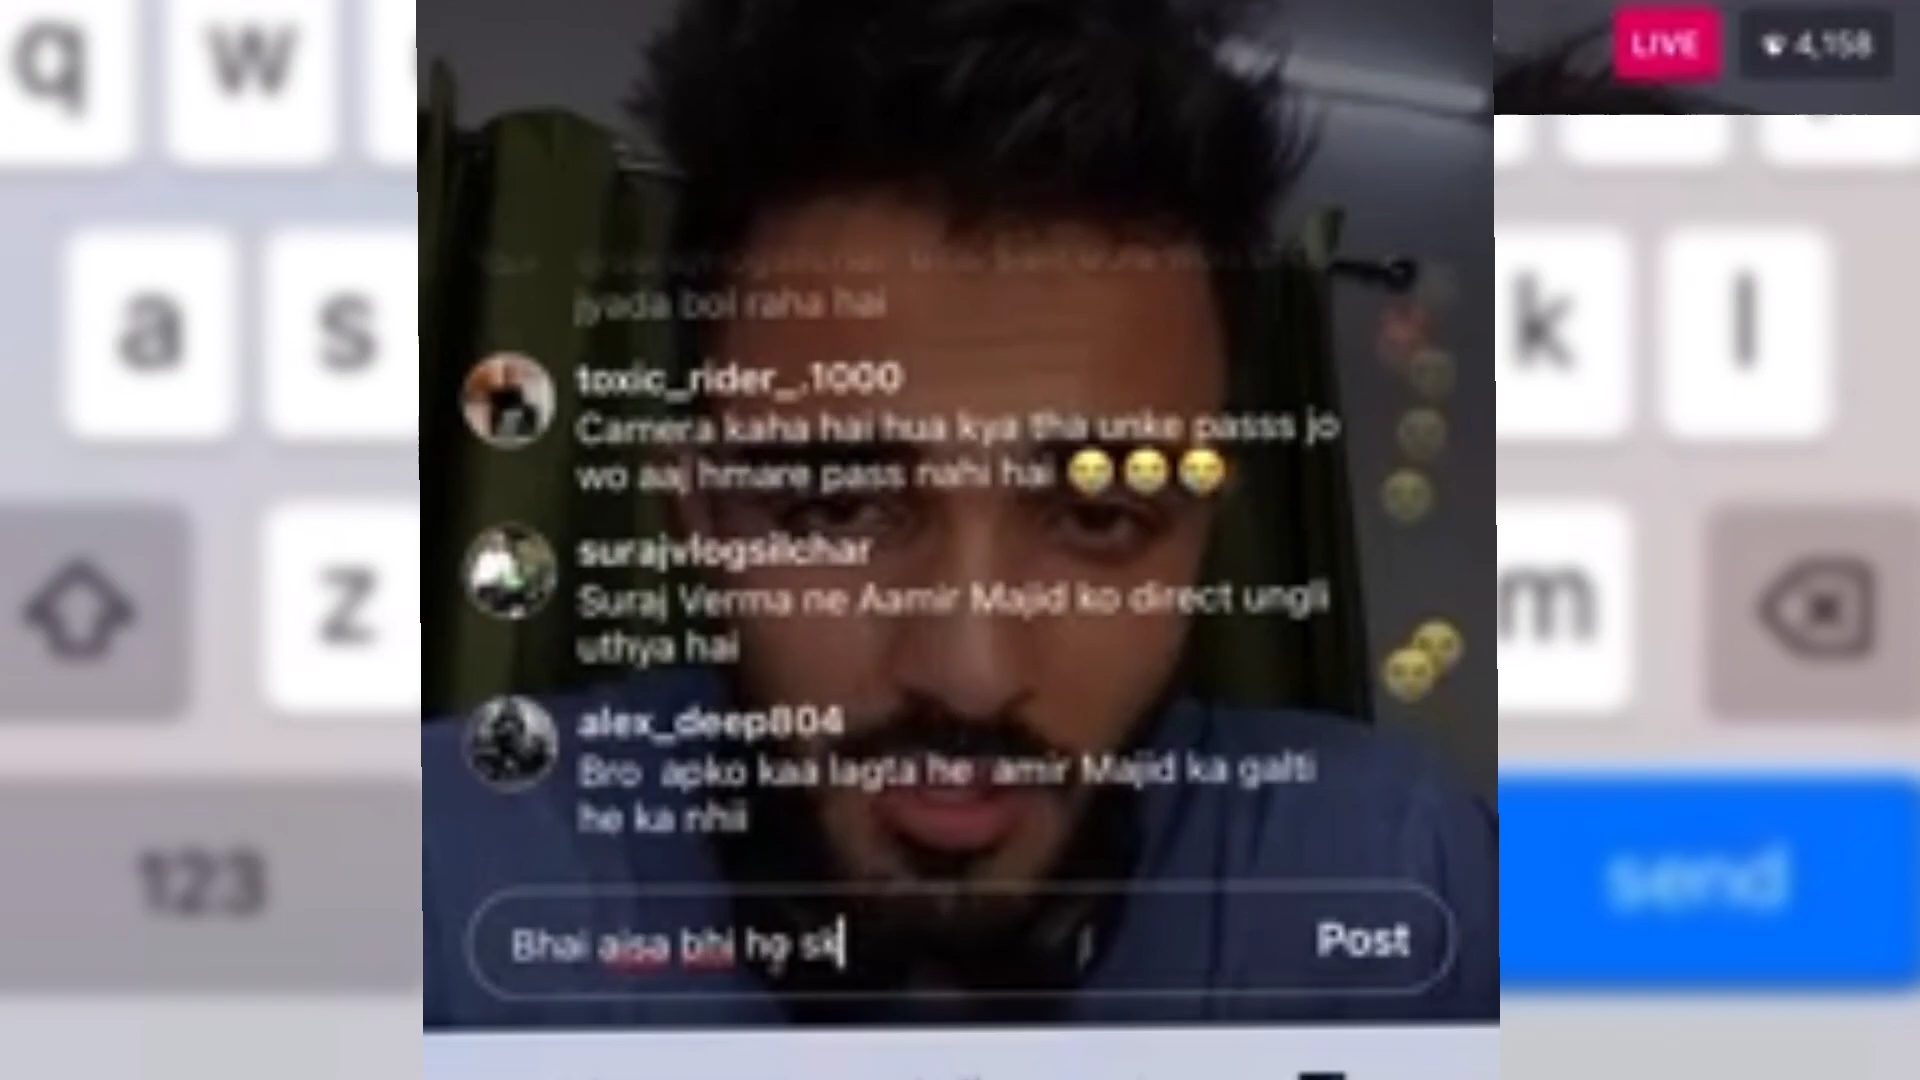 q w
LIVE 4,158
a s
k l
jyada bol raha hai
toxic_rider_.1000
Camera kaha hai hua kya tha unke passs jo
wo aaj hmare pass nahi hai 😂😂😂
surajvlogsilchar
Suraj Verma ne Aamir Majid ko direct ungli
uthya hai
z
m
alex_deep804
Bro apko kaa lagta he amir Majid ka galti
he ka nhii
123
send
Bhai aisa bhi hg sk
Post